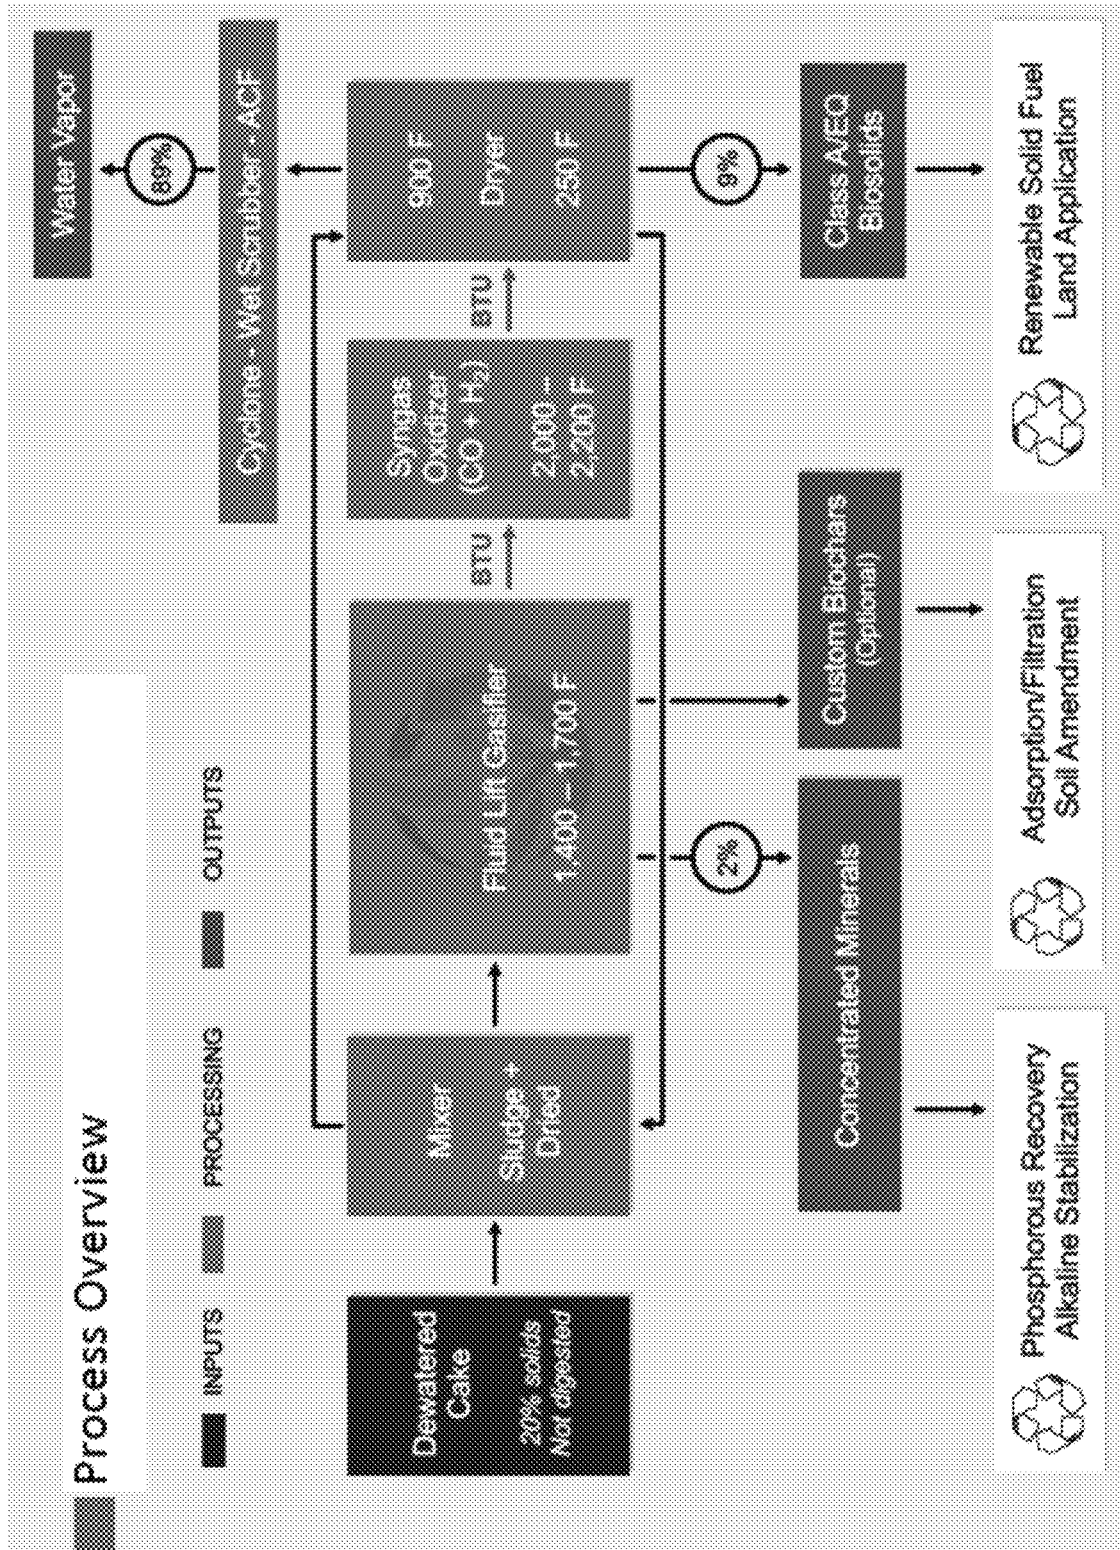 Process Overview
INPUTS
PROCESSING
OUTPUTS
Water Vapor
89%
Cyclone - Wet Scrubber - ACF
Dewatered
Cake
20% solids
Not digested
Mixer
Sludge +
Dried
Fluid Lift Gasifier
1,400 – 1,700 F
BTU
Syngas
Oxidizer
(CO + H₂)
2,000 –
2,200 F
BTU
900 F
Dryer
250 F
2%
9%
Concentrated Minerals
Custom Biochars
(Optional)
Class A/EQ
Biosolids
Phosphorous Recovery
Alkaline Stabilization
Adsorption/Filtration
Soil Amendment
Renewable Solid Fuel
Land Application